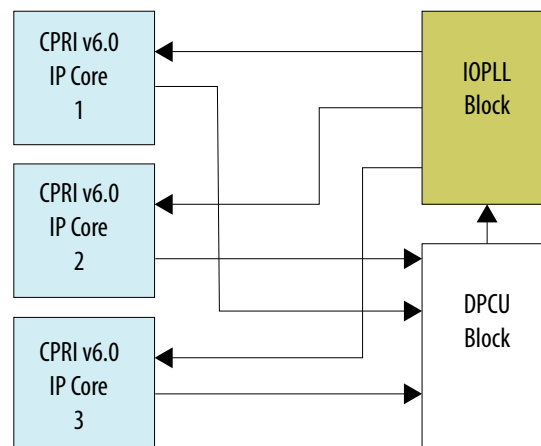 CPRI v6.0
IP Core
1
IOPLL
Block
CPRI v6.0
IP Core
2
DPCU
Block
CPRI v6.0
IP Core
3